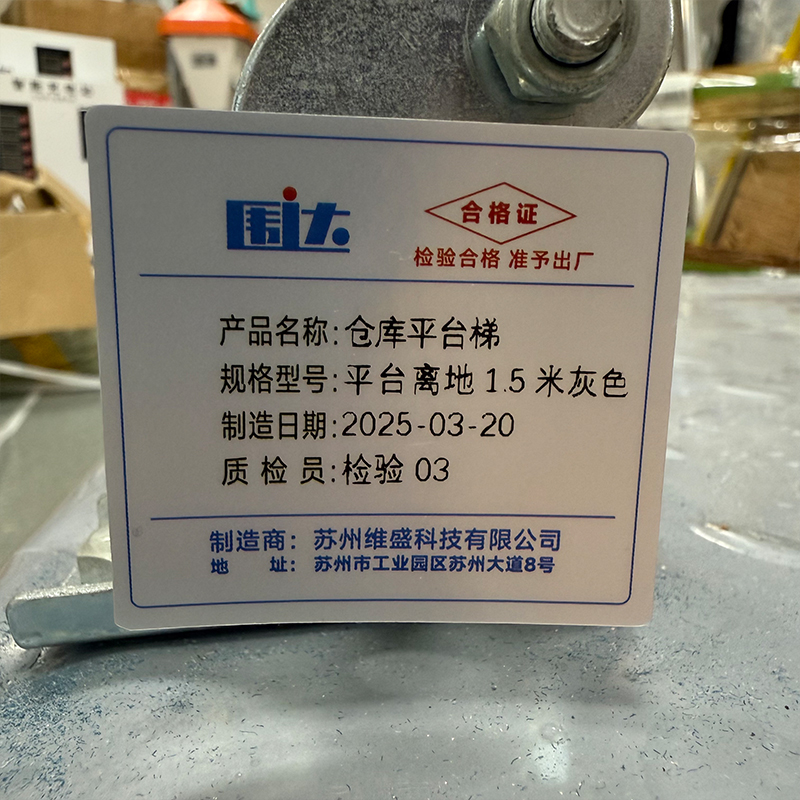 围达
合格证
检验合格 准予出厂
产品名称:仓库平台梯
规格型号:平台离地 1.5 米灰色
制造日期:2025-03-20
质检员:检验 03
制造商:苏州维盛科技有限公司
地址:苏州市工业园区苏州大道8号